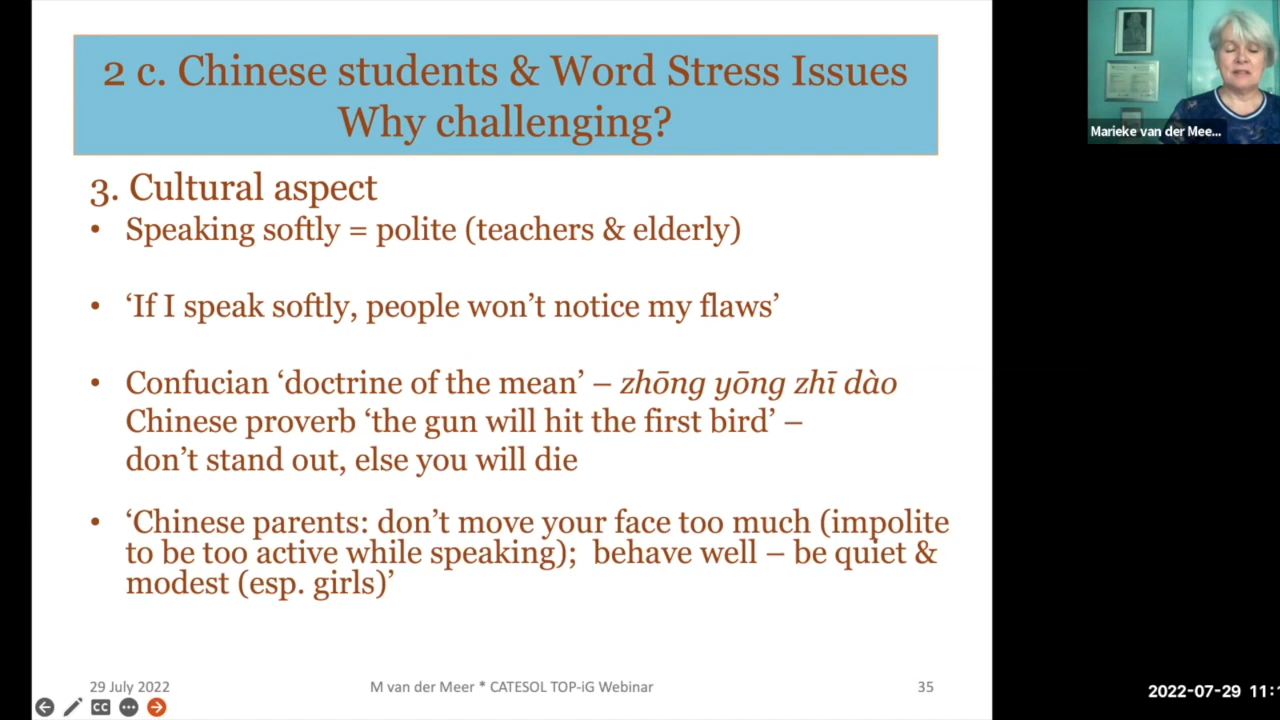 2 c. Chinese students & Word Stress Issues
Why challenging?
3. Cultural aspect
• Speaking softly = polite (teachers & elderly)
• ‘If I speak softly, people won’t notice my flaws’
• Confucian ‘doctrine of the mean’ – zhōng yōng zhī dào
Chinese proverb ‘the gun will hit the first bird’ –
don’t stand out, else you will die
• ‘Chinese parents: don’t move your face too much (impolite
to be too active while speaking);  behave well – be quiet &
modest (esp. girls)’
29 July 2022
M van der Meer * CATESOL TOP-iG Webinar
35
CC
Marieke van der Mee...
2022-07-29 11: